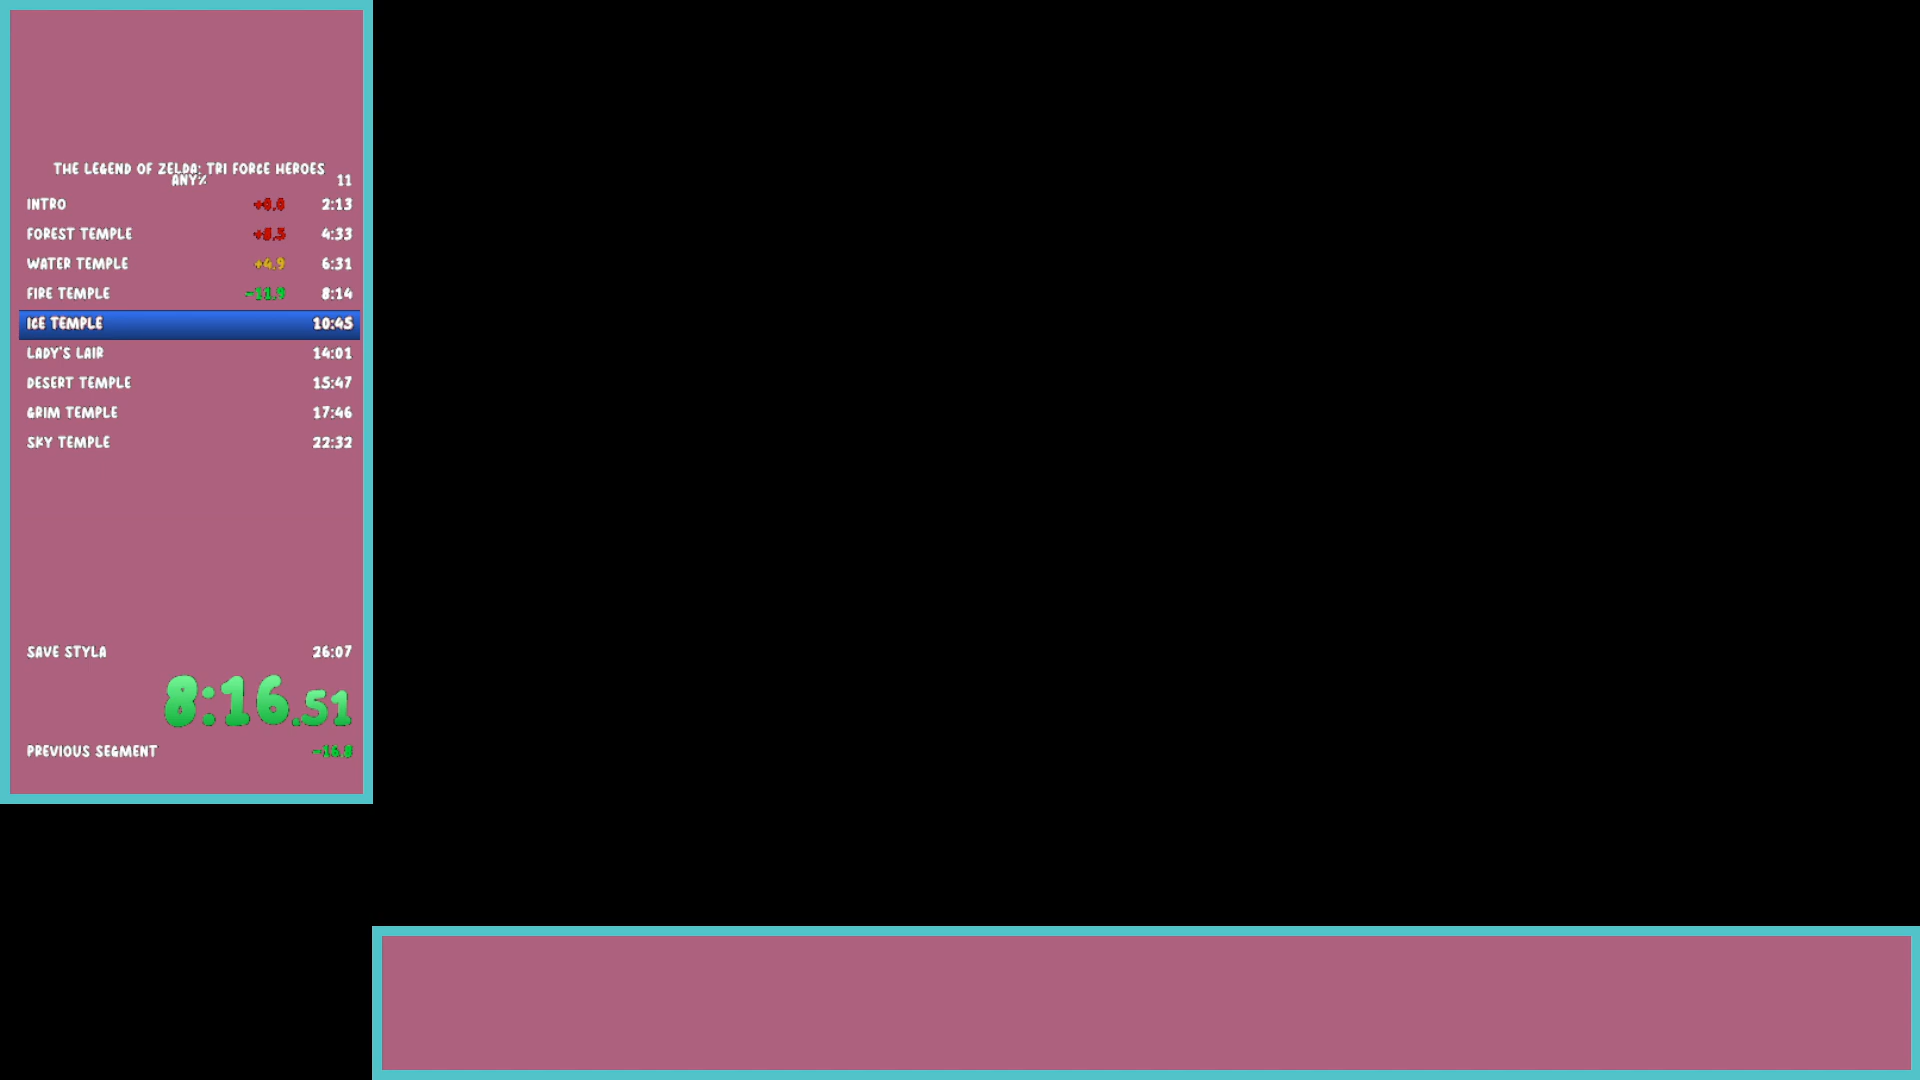 THE LEGEND OF ZELDA: TRI FORCE HEROES
ANY% 11
INTRO 2:13
FOREST TEMPLE 4:33
WATER TEMPLE +4.9 6:31
FIRE TEMPLE 8:14
ICE TEMPLE 10:45
LADY'S LAIR 14:01
DESERT TEMPLE 15:47
GRIM TEMPLE 17:46
SKY TEMPLE 22:32
SAVE STYLA 26:07
8:16.51
PREVIOUS SEGMENT